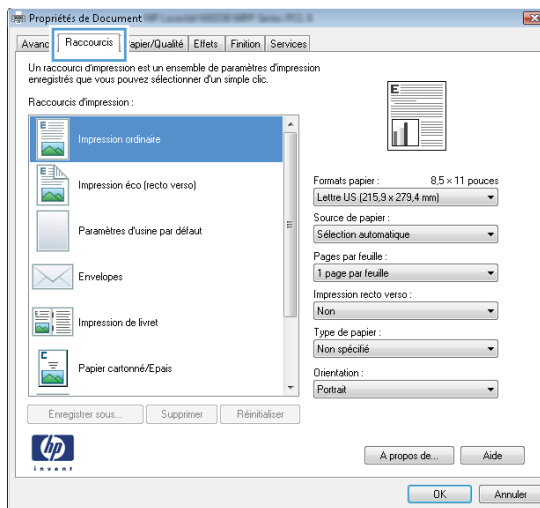 Propriétés de Document
Avanc Raccourcis apier/Qualité Effets Finition Services
Un raccourci d'impression est un ensemble de paramètres d'impression
enregistrés que vous pouvez sélectionner d'un simple clic.
Raccourcis d'impression :
Impression ordinaire
Impression éco (recto verso)
Paramètres d'usine par défaut
Envelopes
Impression de livret
Papier cartonné/Epais
Enregistrer sous... Supprimer Réinitialiser
E
Formats papier : 8,5 × 11 pouces
Lettre US (215,9 x 279,4 mm)
Source de papier :
Sélection automatique
Pages par feuille :
1 page par feuille
Impression recto verso :
Non
Type de papier :
Non spécifié
Orientation :
Portrait
hp
invent
A propos de... Aide
OK Annuler